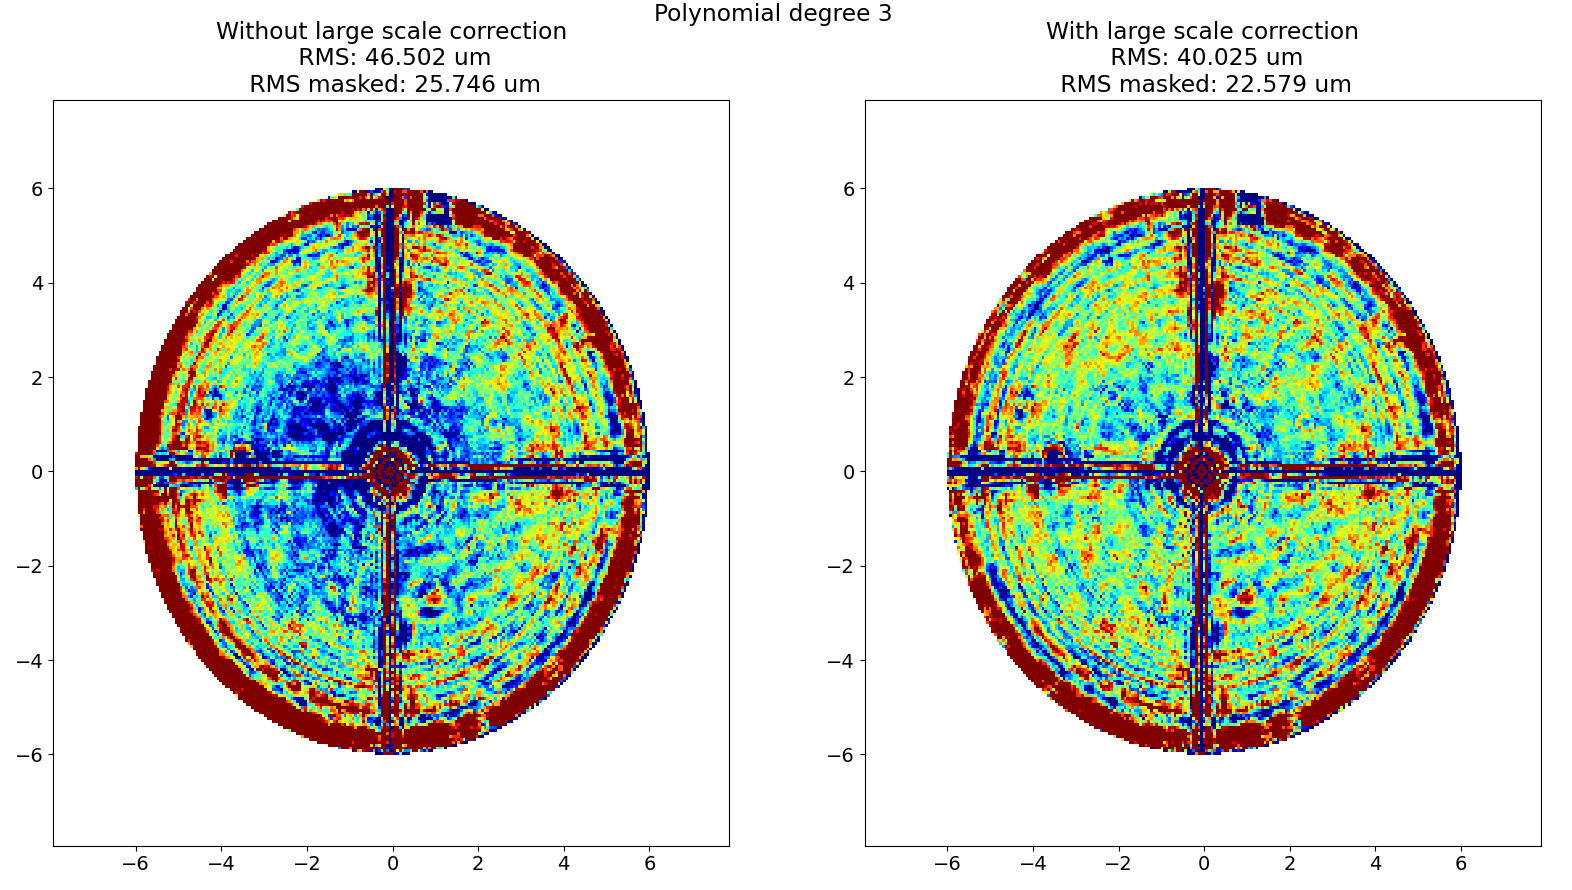 Polynomial degree 3
Without large scale correction
RMS: 46.502 um
RMS masked: 25.746 um
6
4
2
0
−2
−4
−6
−6 −4 −2 0 2 4 6
With large scale correction
RMS: 40.025 um
RMS masked: 22.579 um
6
4
2
0
−2
−4
−6
−6 −4 −2 0 2 4 6